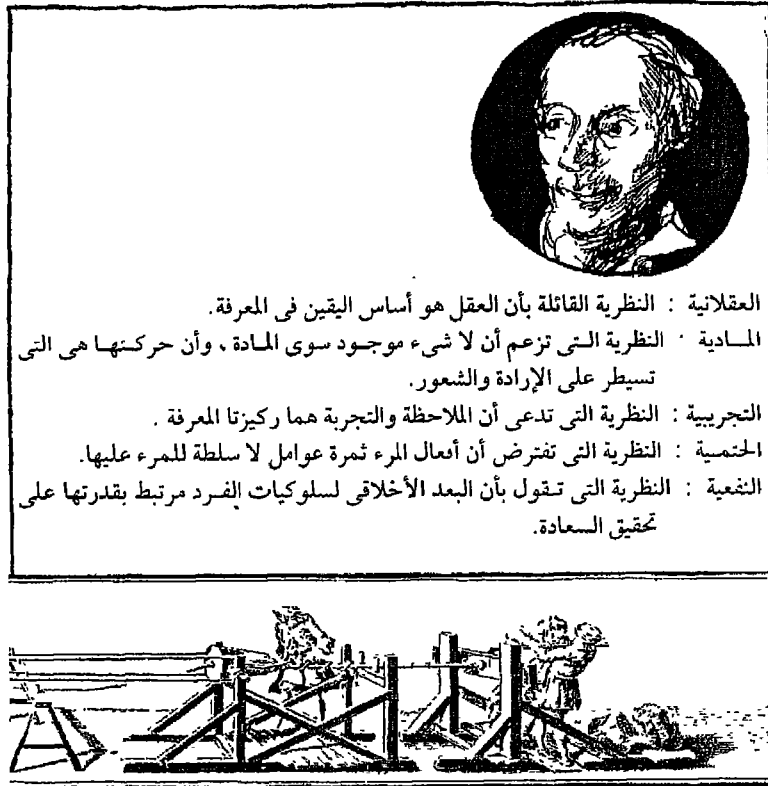 العقلانية : النظرية القائلة بأن العقل هو أساس اليقين فى المعرفة.
المادية : النظرية التى تزعم أن لا شىء موجود سوى المادة ، وأن حركتها هى التى
تسيطر على الإرادة والشعور.
التجريبية : النظرية التى تدعى أن الملاحظة والتجربة هما ركيزتا المعرفة .
الحتمية : النظرية التى تفترض أن أفعال المرء ثمرة عوامل لا سلطة للمرء عليها.
النفعية : النظرية التى تقول بأن البعد الأخلاقى لسلوكيات الفرد مرتبط بقدرتها على
تحقيق السعادة.